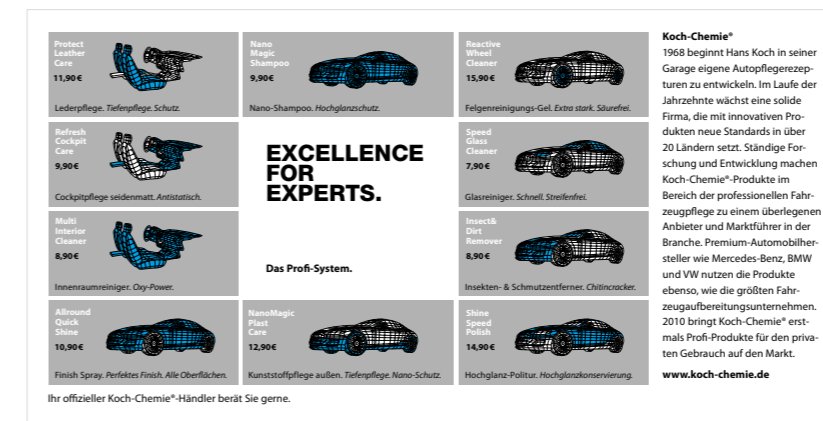 Protect
Leather
Care
11,90 €
Lederpflege. Tiefenpflege. Schutz.
Nano
Magic
Shampoo
9,90 €
Nano-Shampoo. Hochglanzschutz.
Reactive
Wheel
Cleaner
15,90 €
Felgenreinigungs-Gel. Extra stark. Säurefrei.
Refresh
Cockpit
Care
9,90 €
Cockpitpflege seidenmatt. Antistatisch.
EXCELLENCE
FOR
EXPERTS.
Das Profi-System.
Speed
Glass
Cleaner
7,90 €
Glasreiniger. Schnell. Streifenfrei.
Multi
Interior
Cleaner
8,90 €
Innenraumreiniger. Oxy-Power.
Insect&
Dirt
Remover
8,90 €
Insekten- & Schmutzentferner. Chitincracker.
Allround
Quick
Shine
10,90 €
Finish Spray. Perfektes Finish. Alle Oberflächen.
NanoMagic
Plast
Care
12,90 €
Kunststoffpflege außen. Tiefenpflege. Nano-Schutz.
Shine
Speed
Polish
14,90 €
Hochglanz-Politur. Hochglanzkonservierung.
Ihr offizieller Koch-Chemie®-Händler berät Sie gerne.
Koch-Chemie®
1968 beginnt Hans Koch in seiner
Garage eigene Autopflegerezep-
turen zu entwickeln. Im Laufe der
Jahrzehnte wächst eine solide
Firma, die mit innovativen Pro-
dukten neue Standards in über
20 Ländern setzt. Ständige For-
schung und Entwicklung machen
Koch-Chemie®-Produkte im
Bereich der professionellen Fahr-
zeugpflege zu einem überlegenen
Anbieter und Marktführer in der
Branche. Premium-Automobilher-
steller wie Mercedes-Benz, BMW
und VW nutzen die Produkte
ebenso, wie die größten Fahr-
zeugaufbereitungsunternehmen.
2010 bringt Koch-Chemie® erst-
mals Profi-Produkte für den priva-
ten Gebrauch auf den Markt.
www.koch-chemie.de